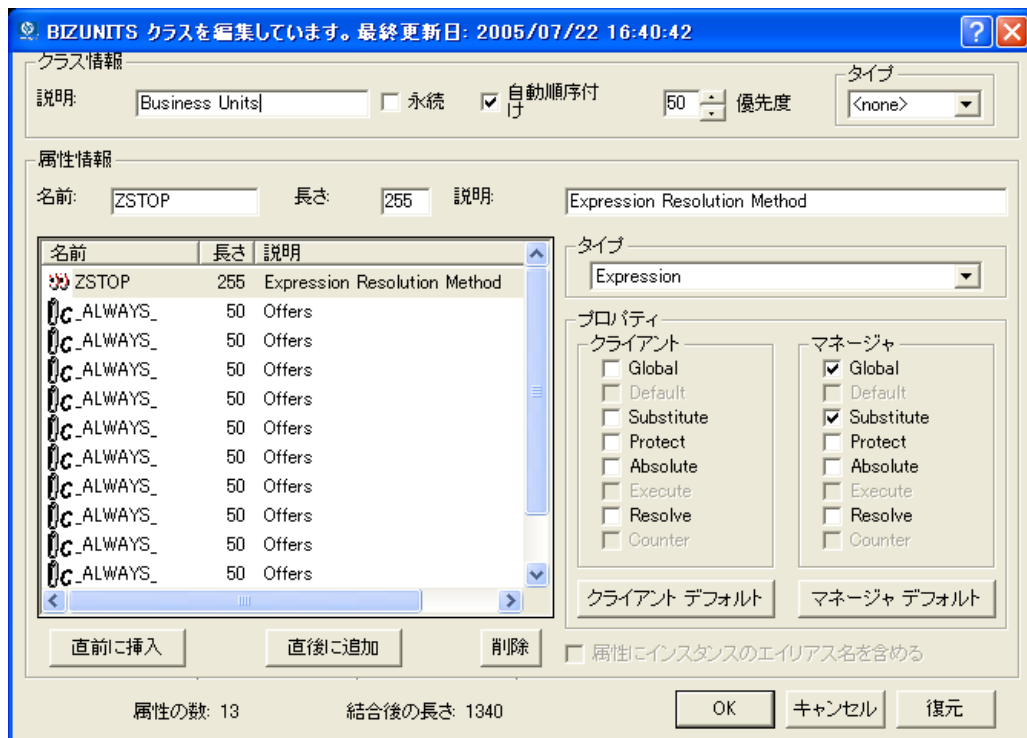 BIZUNITS クラスを編集しています。最終更新日: 2005/07/22 16:40:42
クラス情報
説明: Business Units 永続 自動順序付け 50 優先度 タイプ <none>
属性情報
名前: ZSTOP 長さ: 255 説明: Expression Resolution Method
名前 長さ 説明
ZSTOP 255 Expression Resolution Method
_ALWAYS_ 50 Offers
_ALWAYS_ 50 Offers
_ALWAYS_ 50 Offers
_ALWAYS_ 50 Offers
_ALWAYS_ 50 Offers
_ALWAYS_ 50 Offers
_ALWAYS_ 50 Offers
_ALWAYS_ 50 Offers
_ALWAYS_ 50 Offers
_ALWAYS_ 50 Offers
タイプ
Expression
プロパティ
クライアント
Global
Default
Substitute
Protect
Absolute
Execute
Resolve
Counter
マネージャ
Global
Default
Substitute
Protect
Absolute
Execute
Resolve
Counter
クライアント デフォルト マネージャ デフォルト
直前に挿入 直後に追加 削除
属性にインスタンスのエイリアス名を含める
属性の数: 13 結合後の長さ: 1340
OK キャンセル 復元